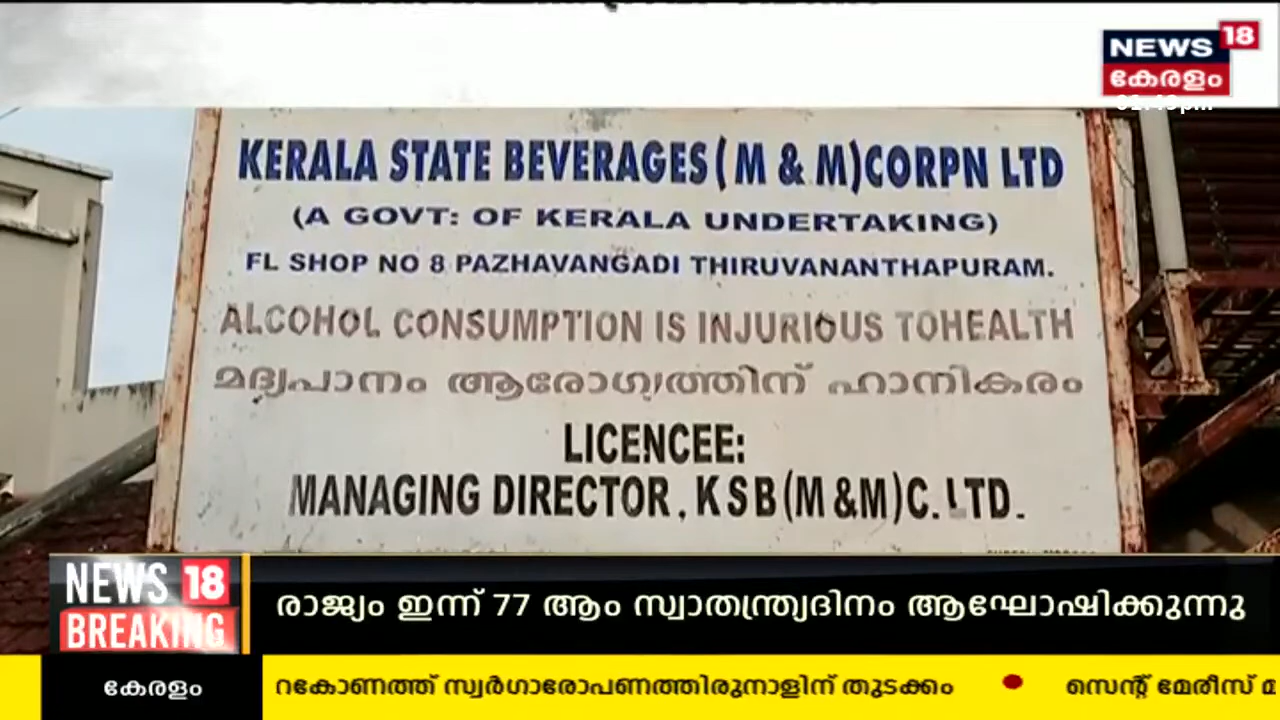 NEWS 18
കേരളം
KERALA STATE BEVERAGES (M & M) CORPN LTD
(A GOVT: OF KERALA UNDERTAKING)
FL SHOP NO 8 PAZHAVANGADI THIRUVANANTHAPURAM.
ALCOHOL CONSUMPTION IS INJURIOUS TOHEALTH
മദ്യപാനം ആരോഗ്യത്തിന് ഹാനികരം
LICENCEE:
MANAGING DIRECTOR, K S B (M & M) C. LTD.
NEWS 18
BREAKING
രാജ്യം ഇന്ന് 77 ആം സ്വാതന്ത്ര്യദിനം ആഘോഷിക്കുന്നു
കേരളം
റകോണത്ത് സ്വർഗാരോപണത്തിരുനാളിന് തുടക്കം • സെന്റ് മേരീസ്